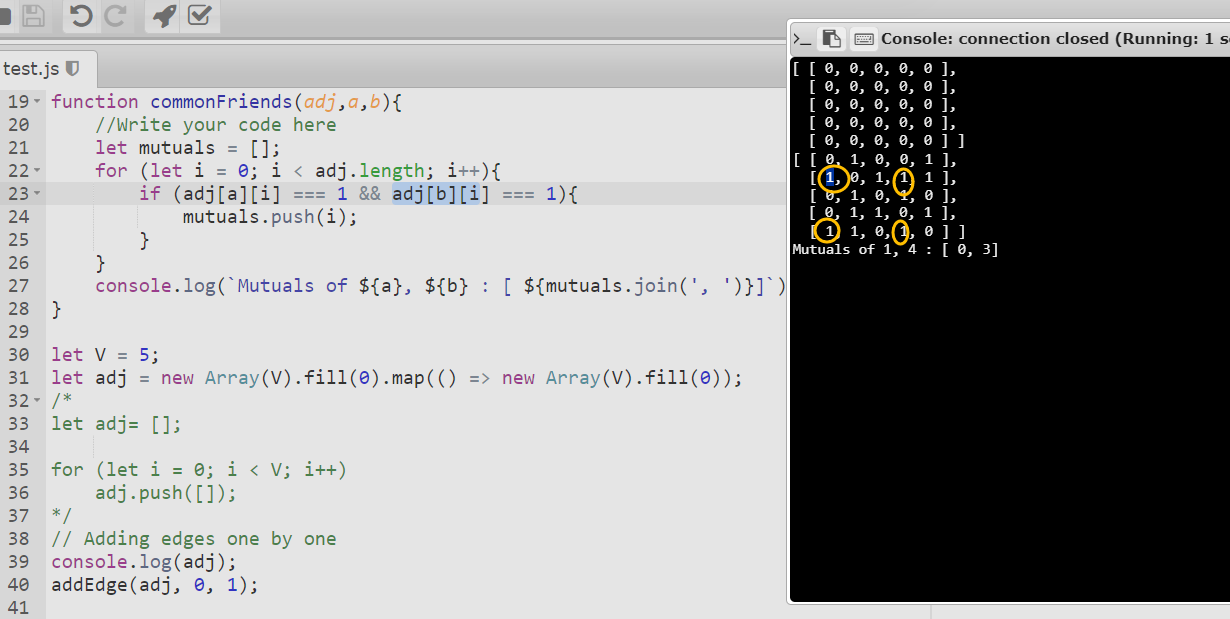 test.js
Console: connection closed (Running: 1 s
19 function commonFriends(adj,a,b){
20 //Write your code here
21 let mutuals = [];
22 for (let i = 0; i < adj.length; i++){
23 if (adj[a][i] === 1 && adj[b][i] === 1){
24 mutuals.push(i);
25 }
26 }
27 console.log(`Mutuals of ${a}, ${b} : [ ${mutuals.join(', ')}]`)
28 }
29
30 let V = 5;
31 let adj = new Array(V).fill(0).map(() => new Array(V).fill(0));
32 /*
33 let adj= [];
34
35 for (let i = 0; i < V; i++)
36 adj.push([]);
37 */
38 // Adding edges one by one
39 console.log(adj);
40 addEdge(adj, 0, 1);
41
[ [ 0, 0, 0, 0, 0 ],
[ 0, 0, 0, 0, 0 ],
[ 0, 0, 0, 0, 0 ],
[ 0, 0, 0, 0, 0 ],
[ 0, 0, 0, 0, 0 ] ]
[ [ 0, 1, 0, 0, 1 ],
[ 1, 0, 1, 1, 1 ],
[ 0, 1, 0, 1, 0 ],
[ 0, 1, 1, 0, 1 ],
[ 1, 1, 0, 1, 0 ] ]
Mutuals of 1, 4 : [ 0, 3]